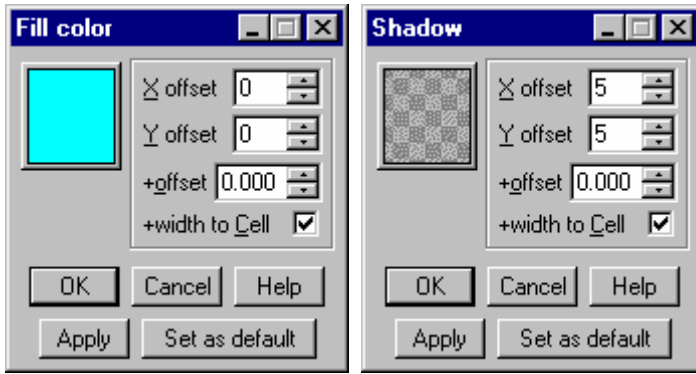 Fill color
X offset 0
Y offset 0
+offset 0.000
+width to Cell
OK Cancel Help
Apply Set as default
Shadow
X offset 5
Y offset 5
+offset 0.000
+width to Cell
OK Cancel Help
Apply Set as default